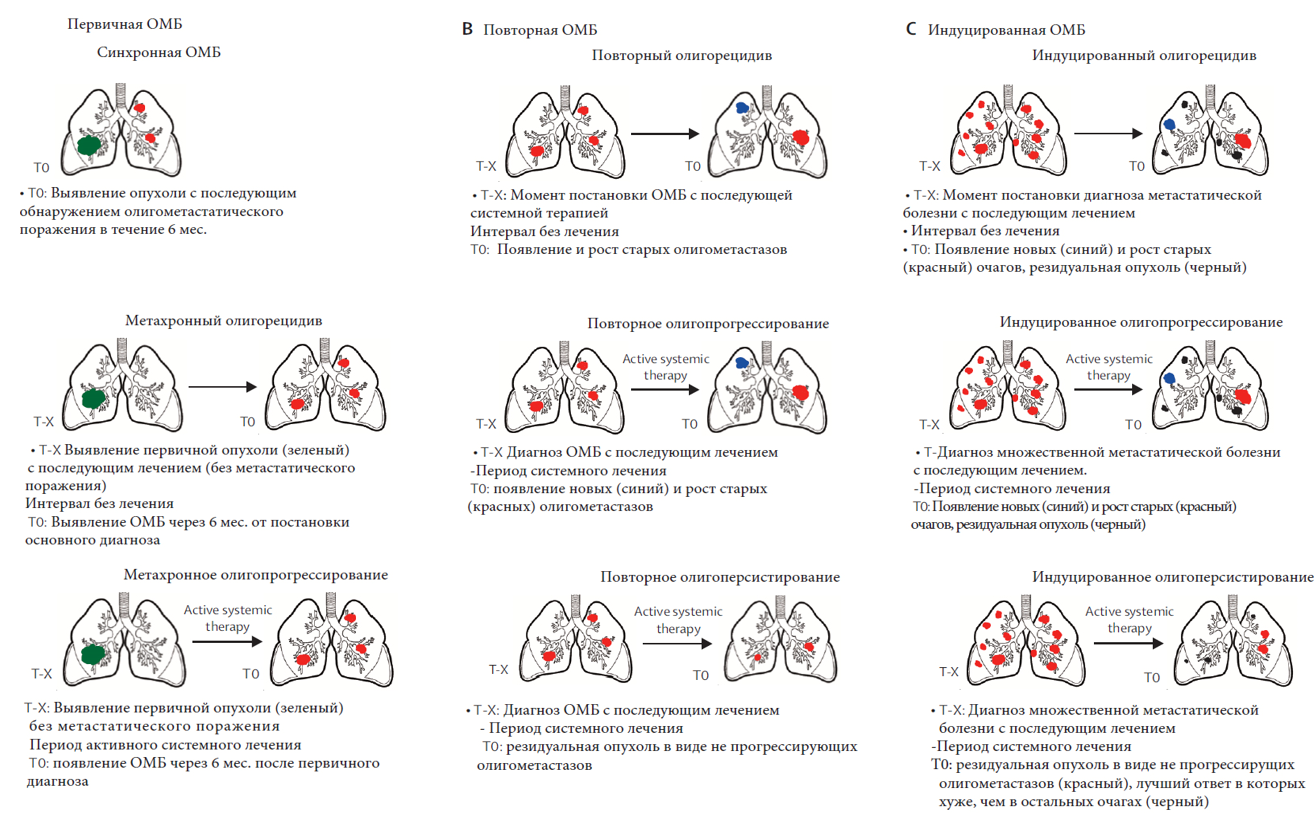 Первичная ОМБ
Синхронная ОМБ
T0
• T0: Выявление опухоли с последующим
обнаружением олигометастатического
поражения в течение 6 мес.
Метахронный олигорецидив
T-X
T0
• T-X Выявление первичной опухоли (зеленый)
с последующим лечением (без метастатического
поражения)
Интервал без лечения
T0: Выявление ОМБ через 6 мес. от постановки
основного диагноза
Метахронное олигопрогрессирование
Active systemic
therapy
T-X
T0
T-X: Выявление первичной опухоли (зеленый)
без метастатического поражения
Период активного системного лечения
T0: появление ОМБ через 6 мес. после первичного
диагноза
B Повторная ОМБ
Повторный олигорецидив
T-X
T0
• T-X: Момент постановки ОМБ с последующей
системной терапией
Интервал без лечения
T0: Появление и рост старых олигометастазов
Повторное олигопрогрессирование
Active systemic
therapy
T-X
T0
• T-X Диагноз ОМБ с последующем лечением
-Период системного лечения
T0: появление новых (синий) и рост старых
(красных) олигометастазов
Повторное олигоперсистирование
Active systemic
therapy
T-X
T0
• T-X: Диагноз ОМБ с последующем лечением
- Период системного лечения
T0: резидуальная опухоль в виде не прогрессирующих
олигометастазов
C Индуцированная ОМБ
Индуцированный олигорецидив
T-X
T0
• T-X: Момент постановки диагноза метастатической
болезни с последующим лечением
• Интервал без лечения
• T0: Появление новых (синий) и рост старых
(красный) очагов, резидуальная опухоль (черный)
Индуцированное олигопрогрессирование
Active systemic
therapy
T-X
T0
• T-Диагноз множественной метастатической болезни
с последующим лечением.
-Период системного лечения
T0: Появление новых (синий) и рост старых (красный)
очагов, резидуальная опухоль (черный)
Индуцированное олигоперсистирование
Active systemic
therapy
T-X
T0
• T-X: Диагноз множественной метастатической
болезни с последующим лечением
-Период системного лечения
T0: резидуальная опухоль в виде не прогрессирущих
олигометастазов (красный), лучший ответ в которых
хуже, чем в остальных очагах (черный)